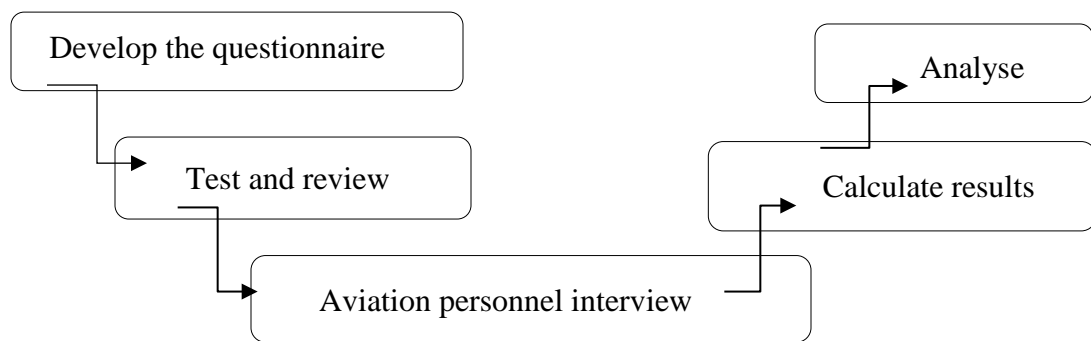 Develop the questionnaire
Test and review
Aviation personnel interview
Calculate results
Analyse